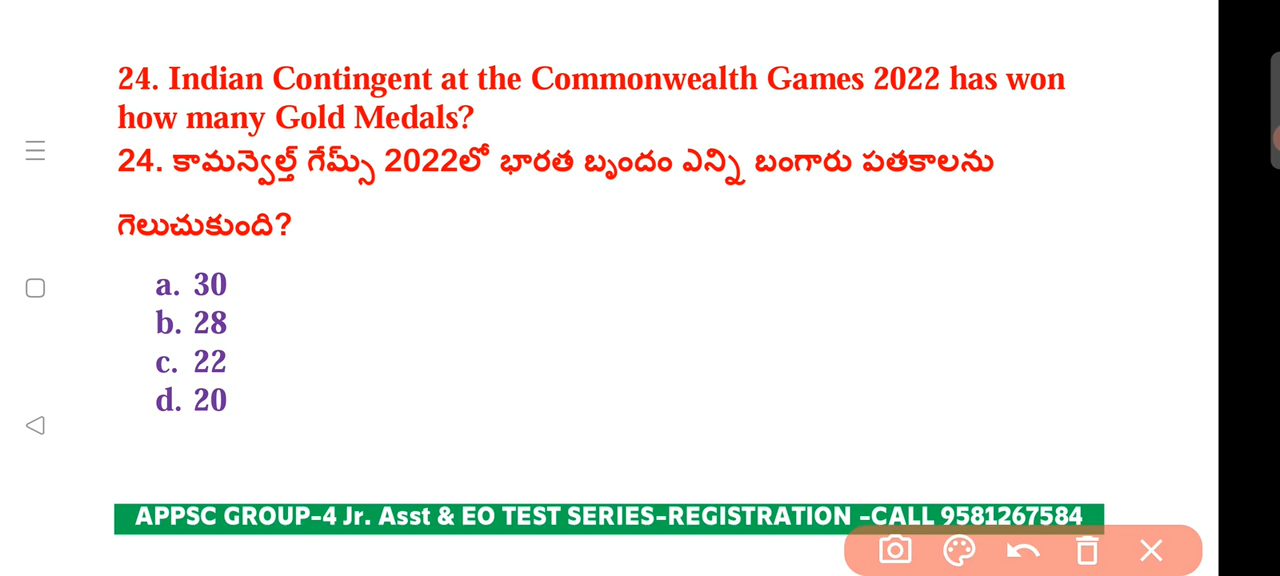 24. Indian Contingent at the Commonwealth Games 2022 has won
how many Gold Medals?
24. కామన్వెల్త్ గేమ్స్ 2022లో భారత బృందం ఎన్ని బంగారు పతకాలను
గెలుచుకుంది?
a. 30
b. 28
c. 22
d. 20
APPSC GROUP-4 Jr. Asst & EO TEST SERIES-REGISTRATION -CALL 9581267584